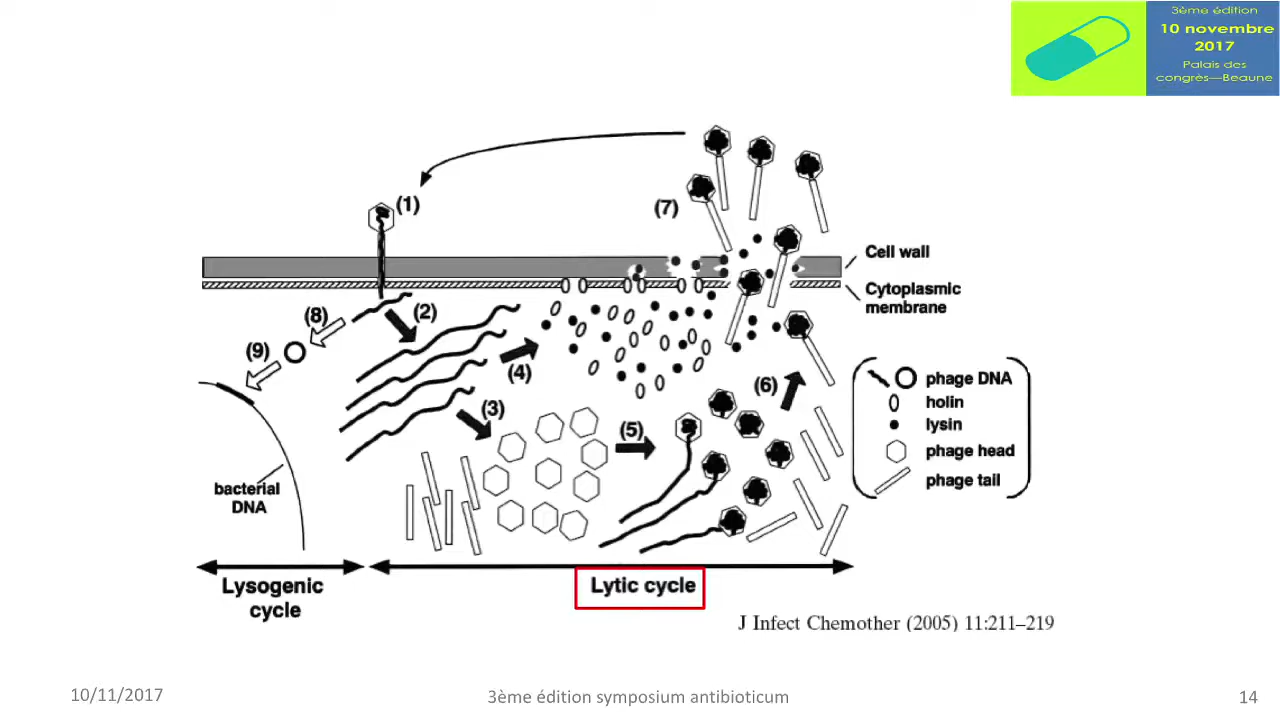 3ème édition
10 novembre
2017
Palais des
congrès—Beaune
(1)
(7)
Cell wall
Cytoplasmic
membrane
(8)
(2)
(9)
(4)
(6)
(3)
(5)
phage DNA
holin
lysin
phage head
phage tail
bacterial
DNA
Lysogenic
cycle
Lytic cycle
J Infect Chemother (2005) 11:211–219
10/11/2017
3ème édition symposium antibioticum
14